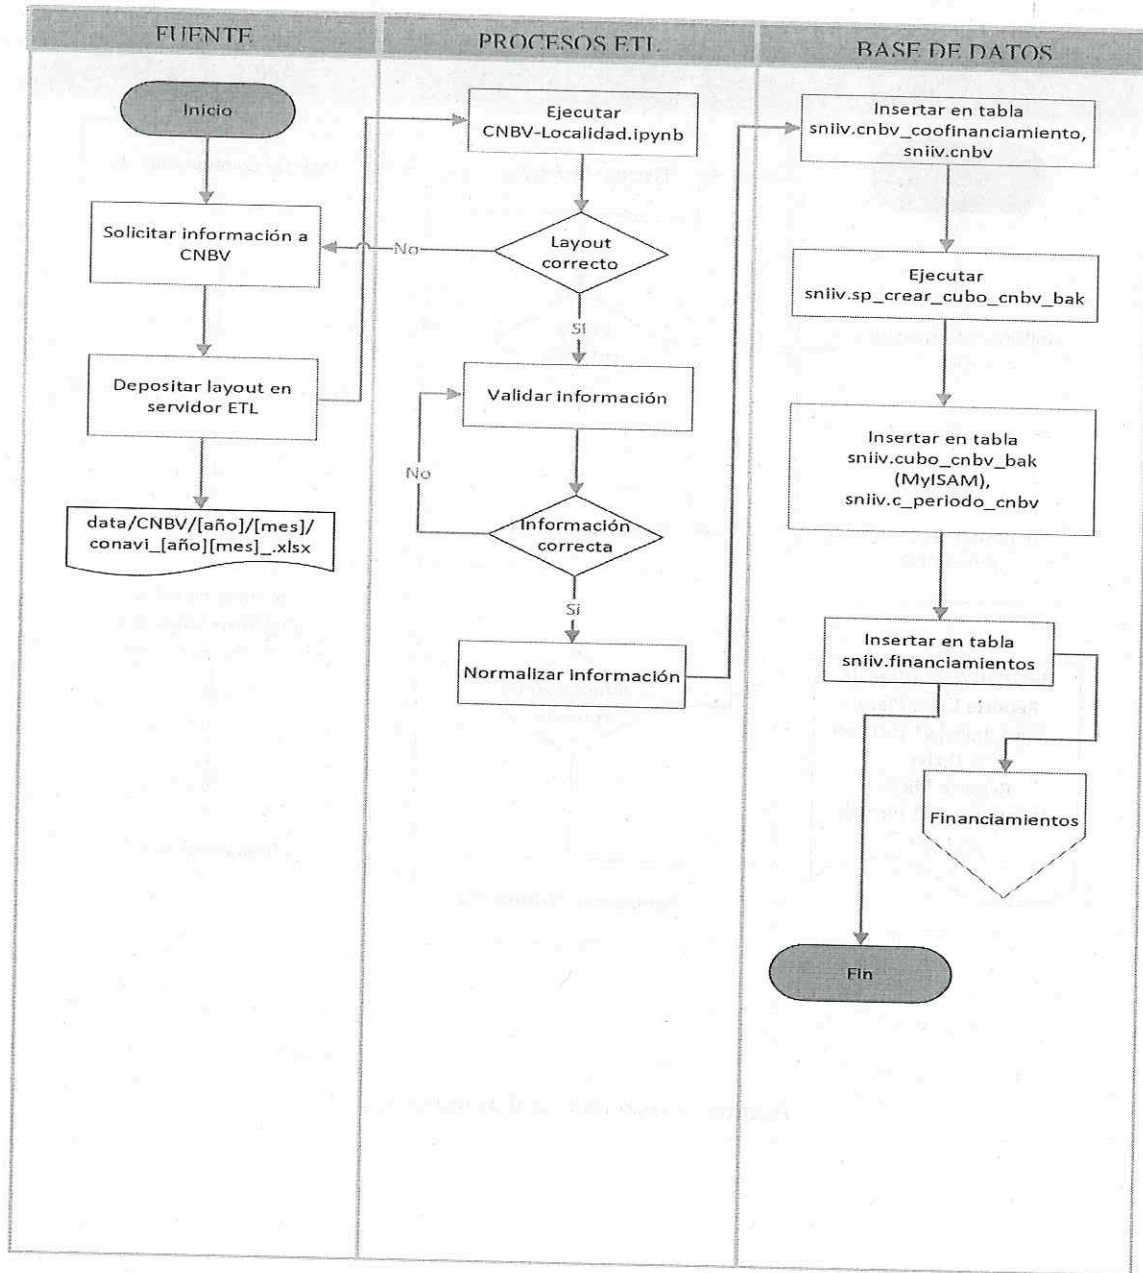 FUENTE
PROCESOS ETL
BASE DE DATOS
Inicio
Solicitar información a
CNBV
Depositar layout en
servidor ETL
data/CNBV/[año]/[mes]/
conavi_[año][mes]_.xlsx
Ejecutar
CNBV-Localidad.ipynb
Layout
correcto
No
Si
Validar información
No
Información
correcta
Si
Normalizar información
Insertar en tabla
sniiv.cnbv_coofinanciamiento,
sniiv.cnbv
Ejecutar
sniiv.sp_crear_cubo_cnbv_bak
Insertar en tabla
sniiv.cubo_cnbv_bak
(MyISAM),
sniiv.c_periodo_cnbv
Insertar en tabla
sniiv.financiamientos
Financiamientos
Fin